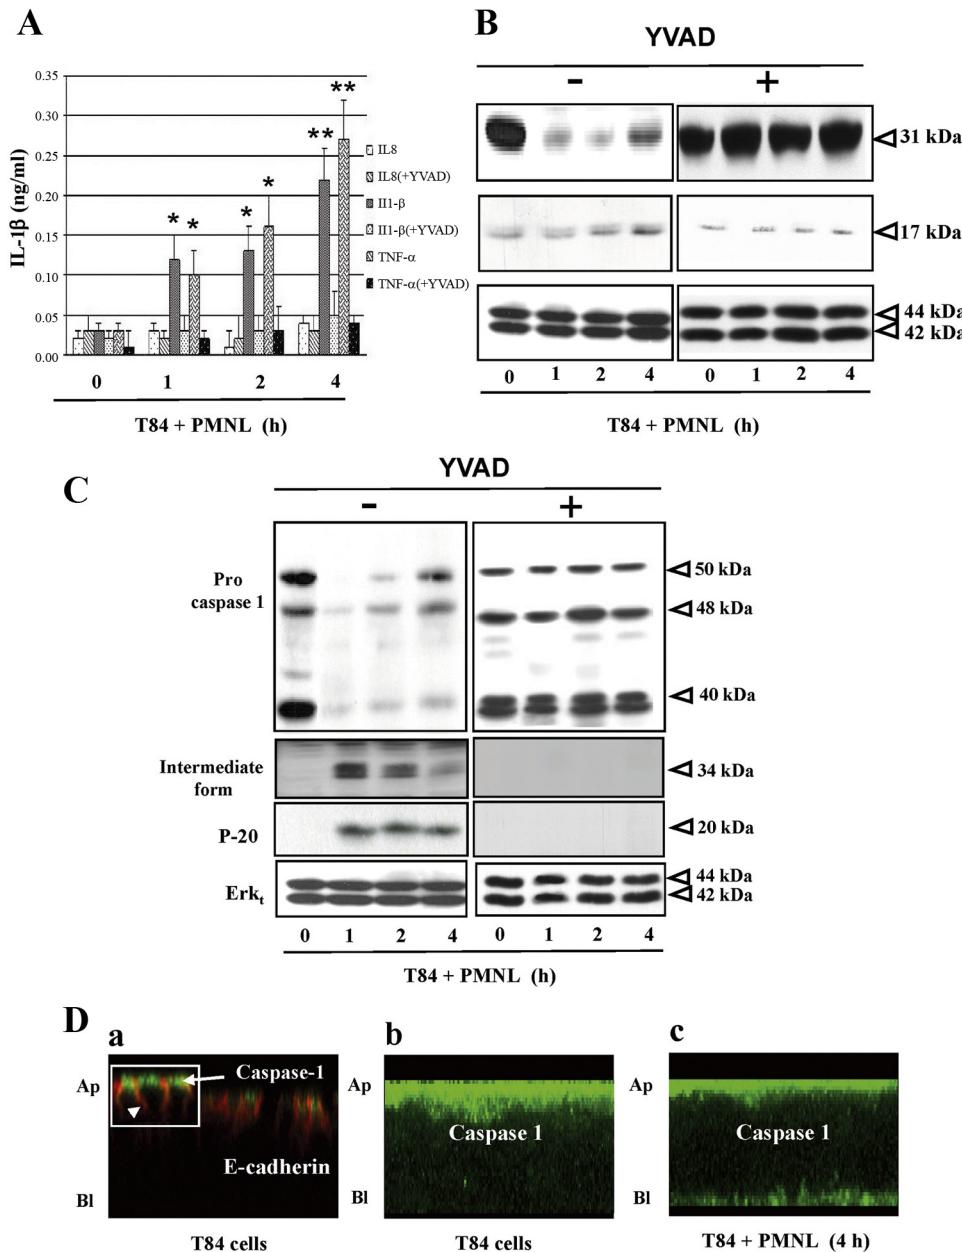 A
0.35
0.30
0.25
0.20
0.15
0.10
0.05
0.00
IL-1β (ng/ml)
* * * * ** **
IL8
IL8(+YVAD)
Il1-β
Il1-β(+YVAD)
TNF-α
TNF-α(+YVAD)
0 1 2 4
T84 + PMNL (h)
B
YVAD
- +
31 kDa
17 kDa
44 kDa
42 kDa
0 1 2 4 0 1 2 4
T84 + PMNL (h)
C
YVAD
- +
Pro
caspase 1
50 kDa
48 kDa
40 kDa
Intermediate
form
34 kDa
P-20
20 kDa
Erkt
44 kDa
42 kDa
0 1 2 4 0 1 2 4
T84 + PMNL (h)
D
a
Ap
Caspase-1
E-cadherin
Bl
T84 cells
b
Ap
Caspase 1
Bl
T84 cells
c
Ap
Caspase 1
Bl
T84 + PMNL (4 h)